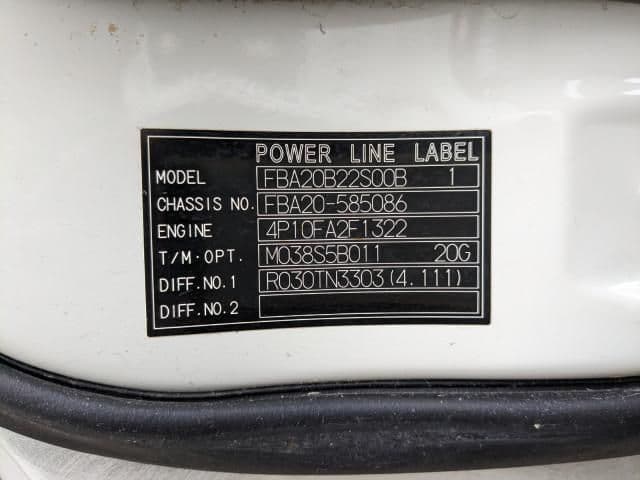 POWER LINE LABEL
MODEL FBA20B22S00B 1
CHASSIS NO. FBA20-585086
ENGINE 4P10FA2F1322
T/M·OPT. M038S5B011 20G
DIFF.NO.1 R030TN3303(4.111)
DIFF.NO.2